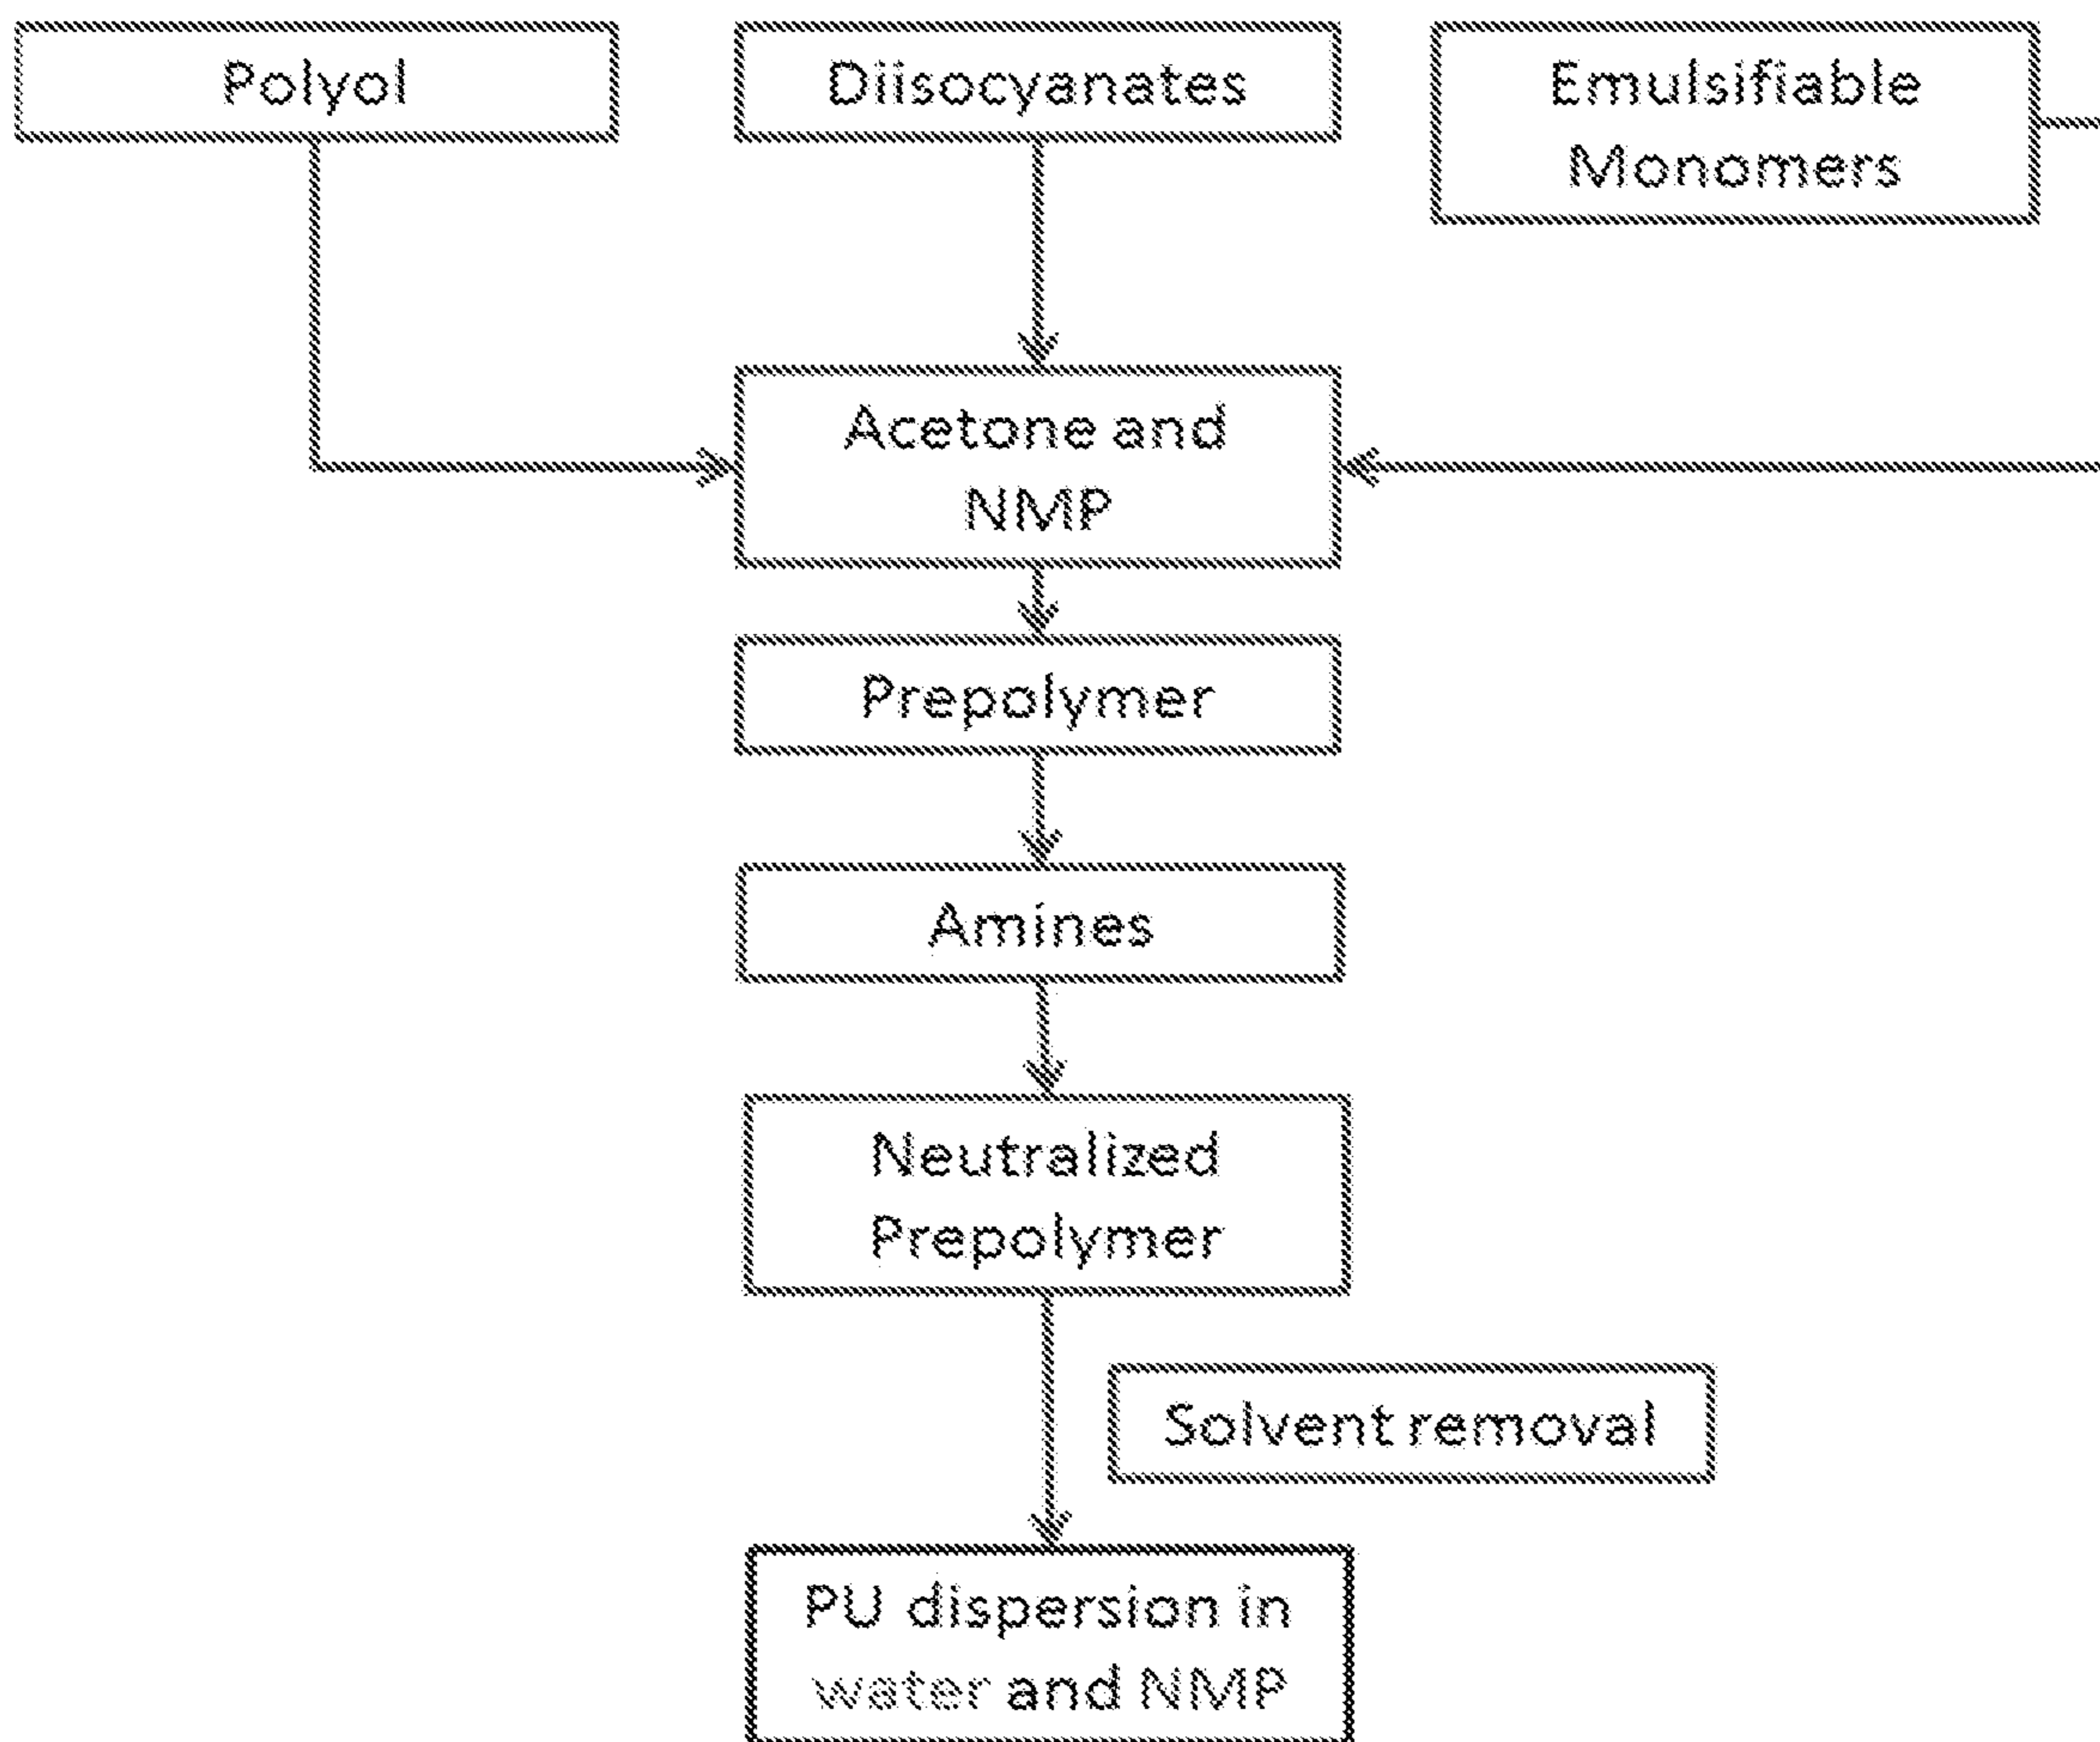 Polyol
Diisocyanates
Emulsifiable
Monomers
Acetone and
NMP
Prepolymer
Amines
Neutralized
Prepolymer
Solvent removal
PU dispersion in
water and NMP